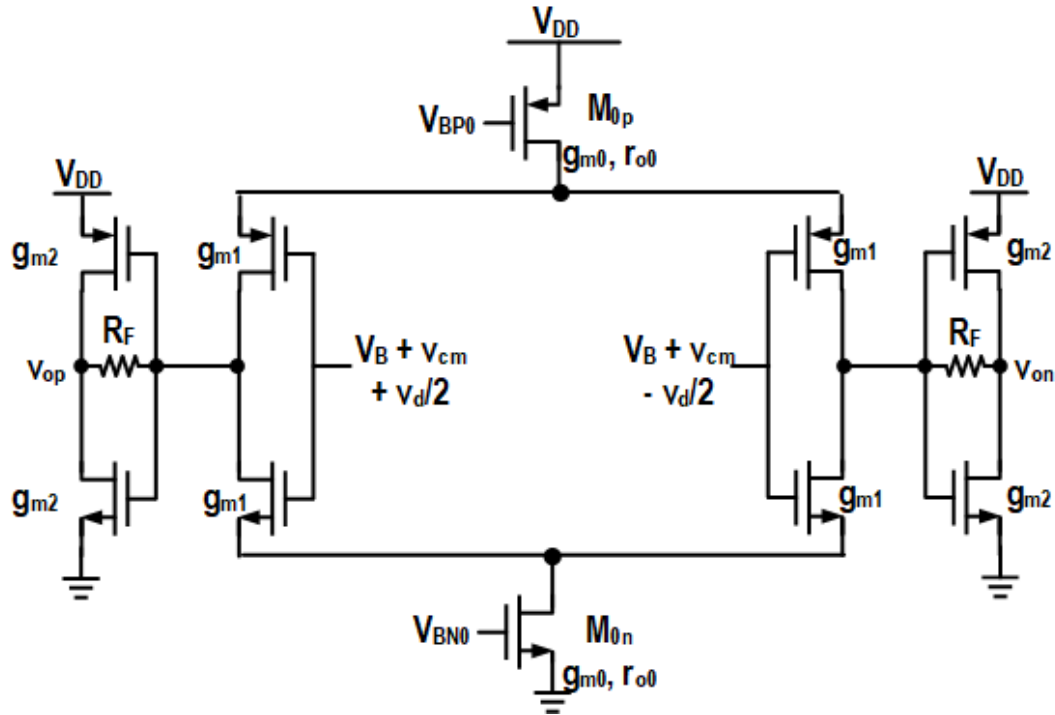 VDD
VBP0
M0p
gm0, ro0
VDD
VDD
gm2
gm1
gm1
gm2
RF
RF
vop
VB + vcm
+ vd/2
VB + vcm
- vd/2
von
gm2
gm1
gm1
gm2
VBN0
M0n
gm0, ro0